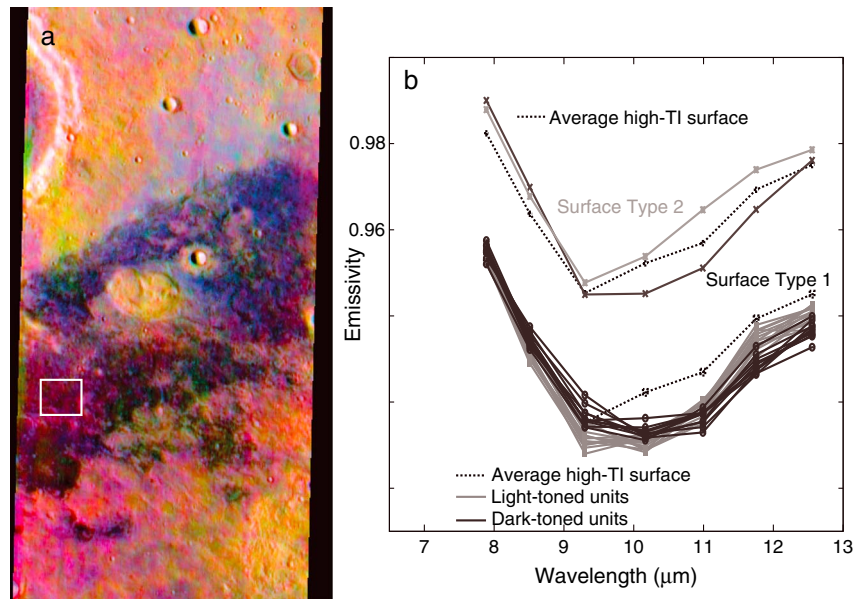 a
b
Average high-TI surface
0.98
Surface Type 2
0.96
Surface Type 1
Emissivity
Average high-TI surface
Light-toned units
Dark-toned units
7 8 9 10 11 12 13
Wavelength (μm)